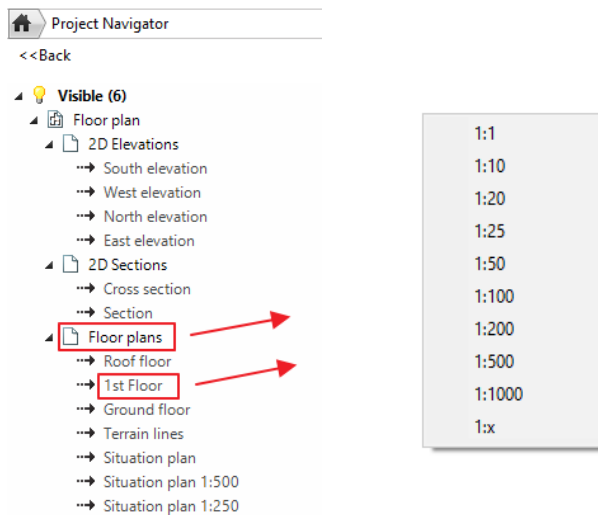 Project Navigator
<<Back
Visible (6)
Floor plan
2D Elevations
South elevation
West elevation
North elevation
East elevation
2D Sections
Cross section
Section
Floor plans
Roof floor
1st Floor
Ground floor
Terrain lines
Situation plan
Situation plan 1:500
Situation plan 1:250
1:1
1:10
1:20
1:25
1:50
1:100
1:200
1:500
1:1000
1:x